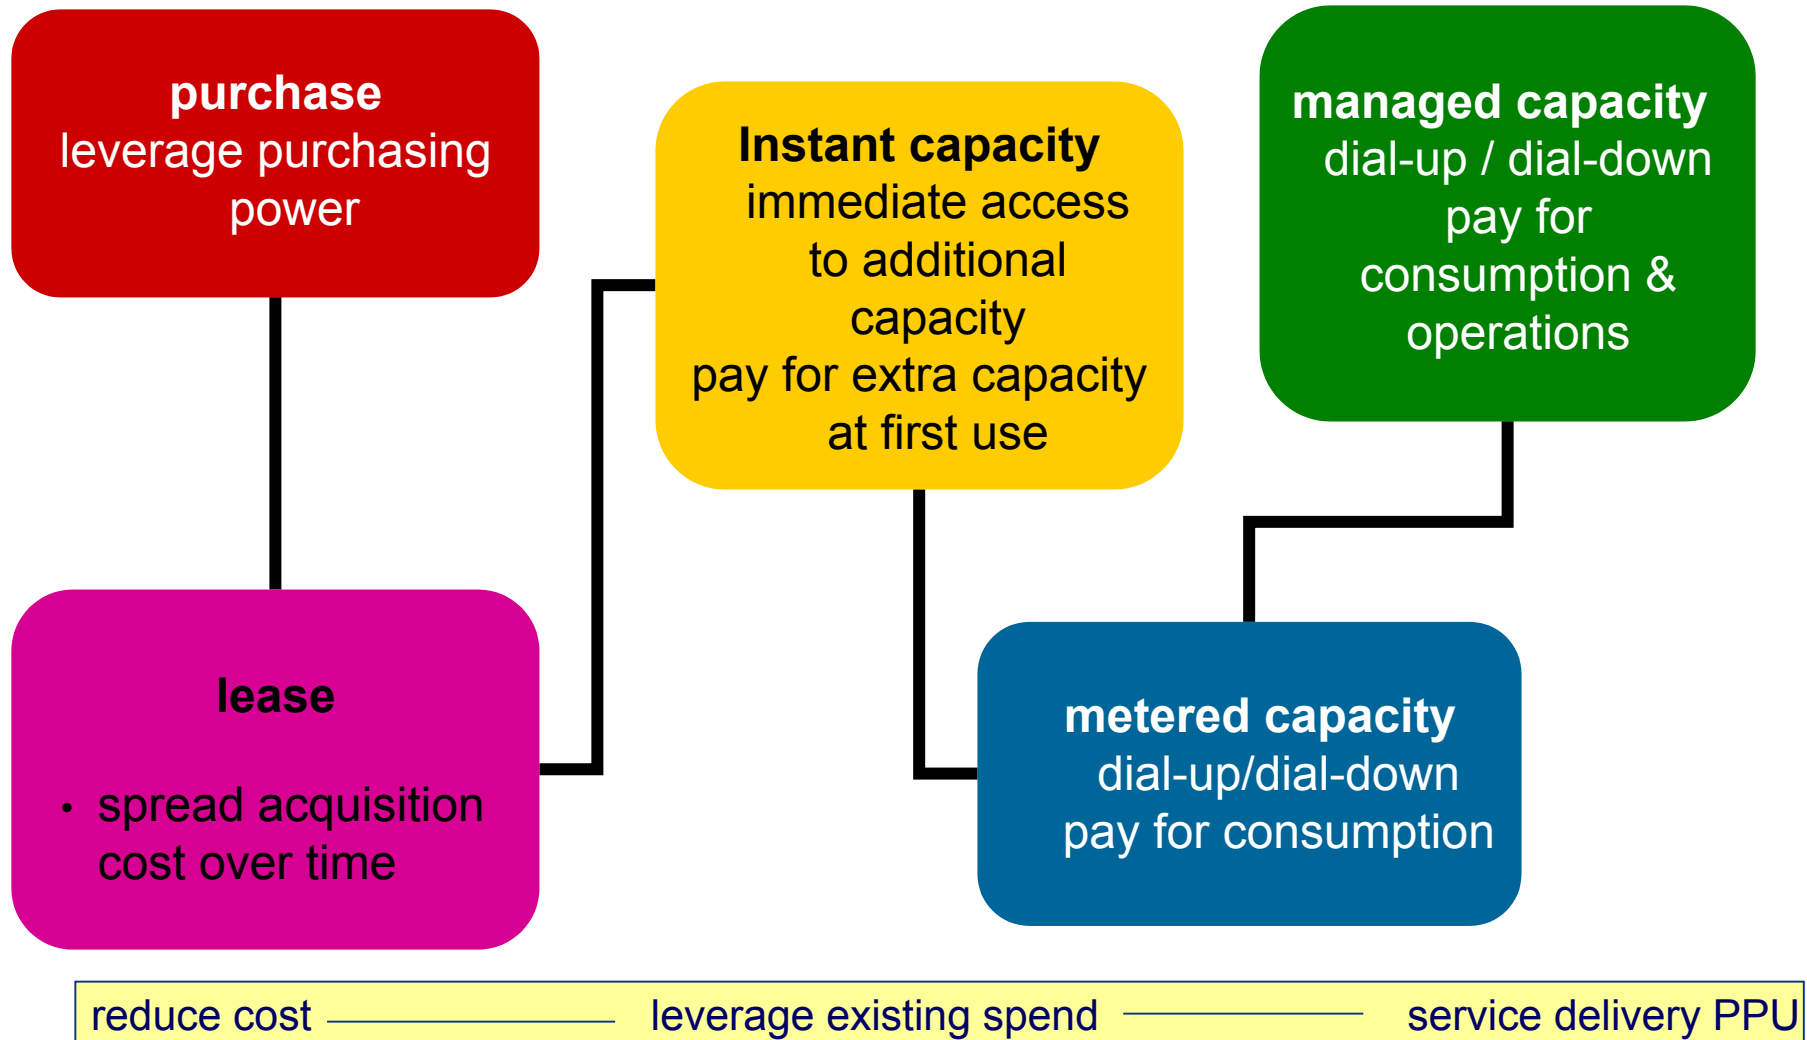 purchase
leverage purchasing
power
lease
• spread acquisition
cost over time
Instant capacity
immediate access
to additional
capacity
pay for extra capacity
at first use
metered capacity
dial-up/dial-down
pay for consumption
managed capacity
dial-up / dial-down
pay for
consumption &
operations
reduce cost leverage existing spend service delivery PPU